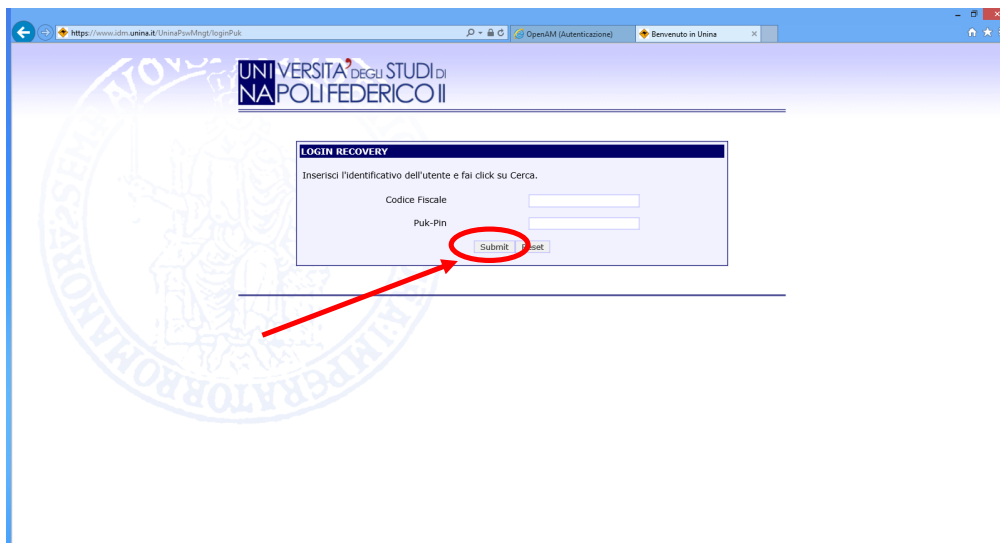 https://www.idm.unina.it/UninaPswMngt/loginPuk
OpenAM (Autenticazione)
Benvenuto in Unina
UNIVERSITA' DEGLI STUDI DI
NAPOLI FEDERICO II
LOGIN RECOVERY
Inserisci l'identificativo dell'utente e fai click su Cerca.
Codice Fiscale
Puk-Pin
Submit Reset